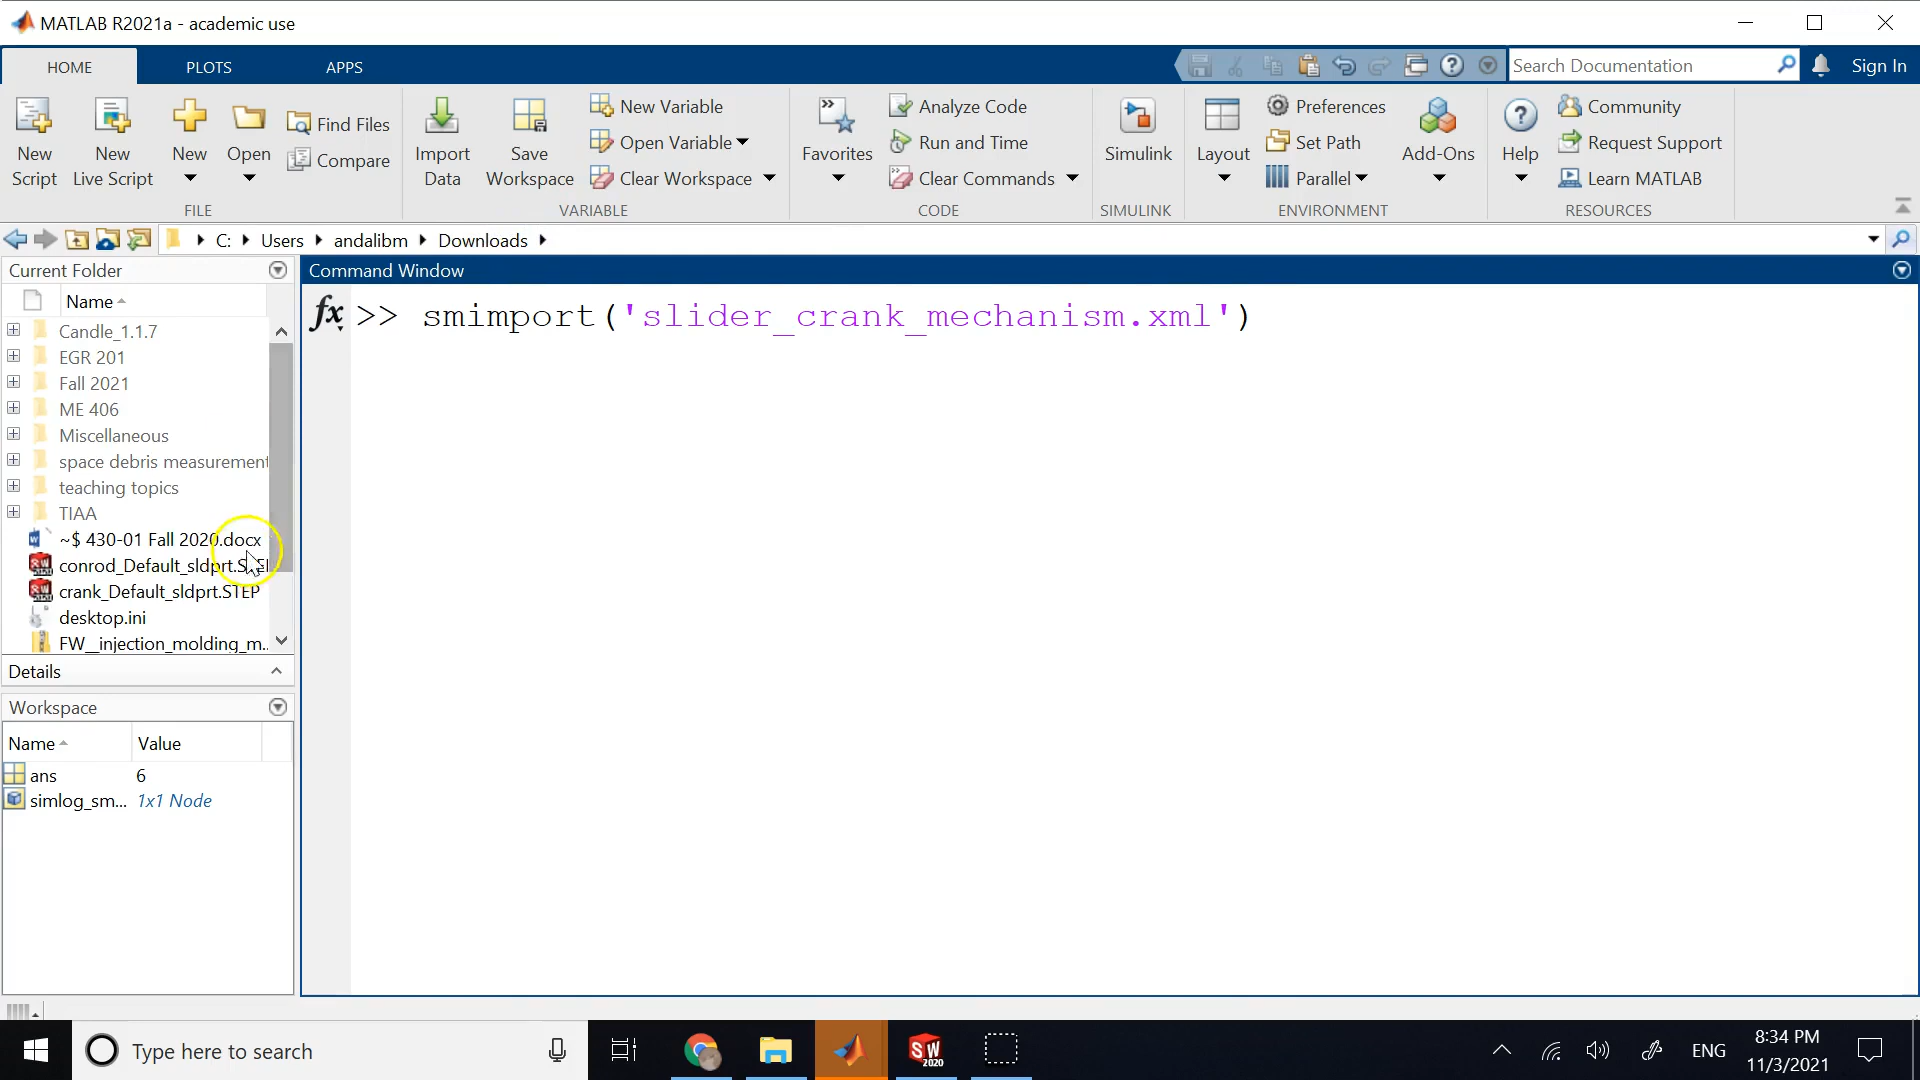 MATLAB R2021a - academic use
HOME
PLOTS
APPS
Search Documentation
Sign In
New Script
New Live Script
New
Open
Find Files
Compare
FILE
Import Data
Save Workspace
New Variable
Open Variable
Clear Workspace
VARIABLE
Favorites
Analyze Code
Run and Time
Clear Commands
CODE
Simulink
SIMULINK
Layout
Preferences
Set Path
Parallel
Add-Ons
ENVIRONMENT
Help
Community
Request Support
Learn MATLAB
RESOURCES
C: Users andalibm Downloads
Current Folder
Name
Candle_1.1.7
EGR 201
Fall 2021
ME 406
Miscellaneous
space debris measurement
teaching topics
TIAA
~$ 430-01 Fall 2020.docx
conrod_Default_sldprt.STE
crank_Default_sldprt.STEP
desktop.ini
FW__injection_molding_m...
Details
Workspace
Name Value
ans 6
simlog_sm... 1x1 Node
Command Window
fx >> smimport('slider_crank_mechanism.xml')
Type here to search
SW 2020
ENG
8:34 PM
11/3/2021